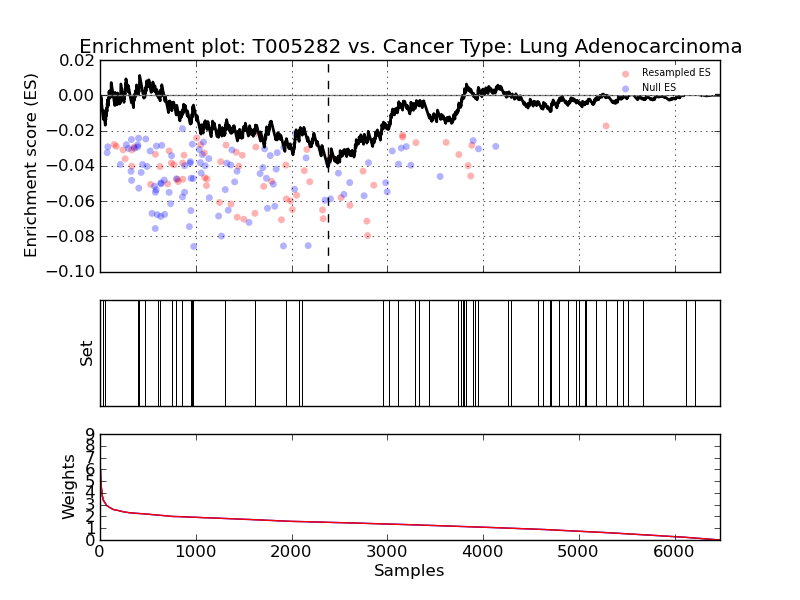 Enrichment plot: T005282 vs. Cancer Type: Lung Adenocarcinoma
0.02
0.00
−0.02
−0.04
−0.06
−0.08
−0.10
Enrichment score (ES)
Resampled ES
Null ES
Set
9
8
7
6
5
4
3
2
1
0
Weights
0 1000 2000 3000 4000 5000 6000
Samples